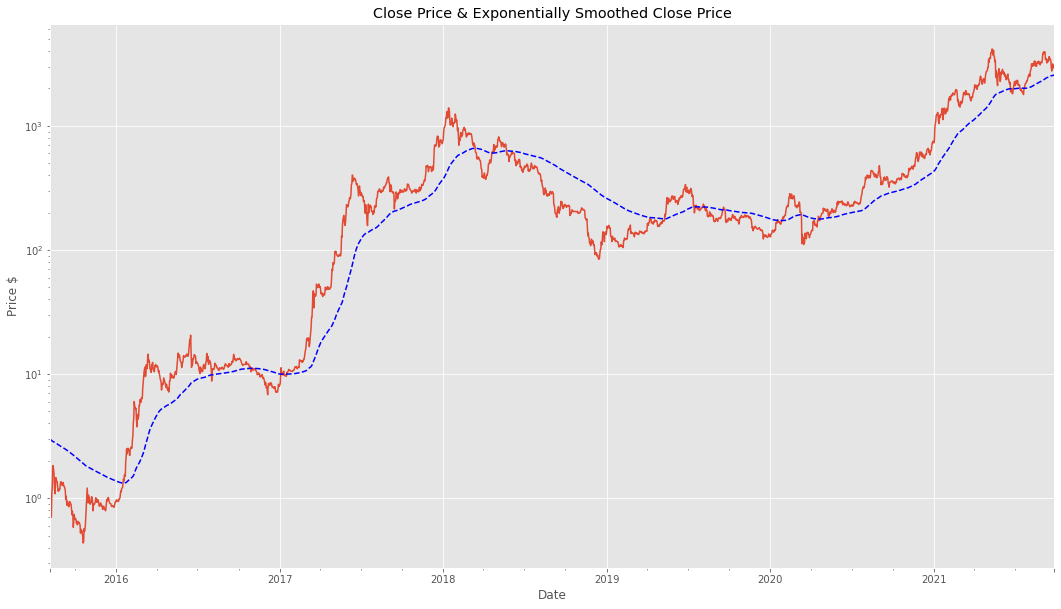 Close Price & Exponentially Smoothed Close Price
Price $
10³
10²
10¹
10⁰
2016 2017 2018 2019 2020 2021
Date